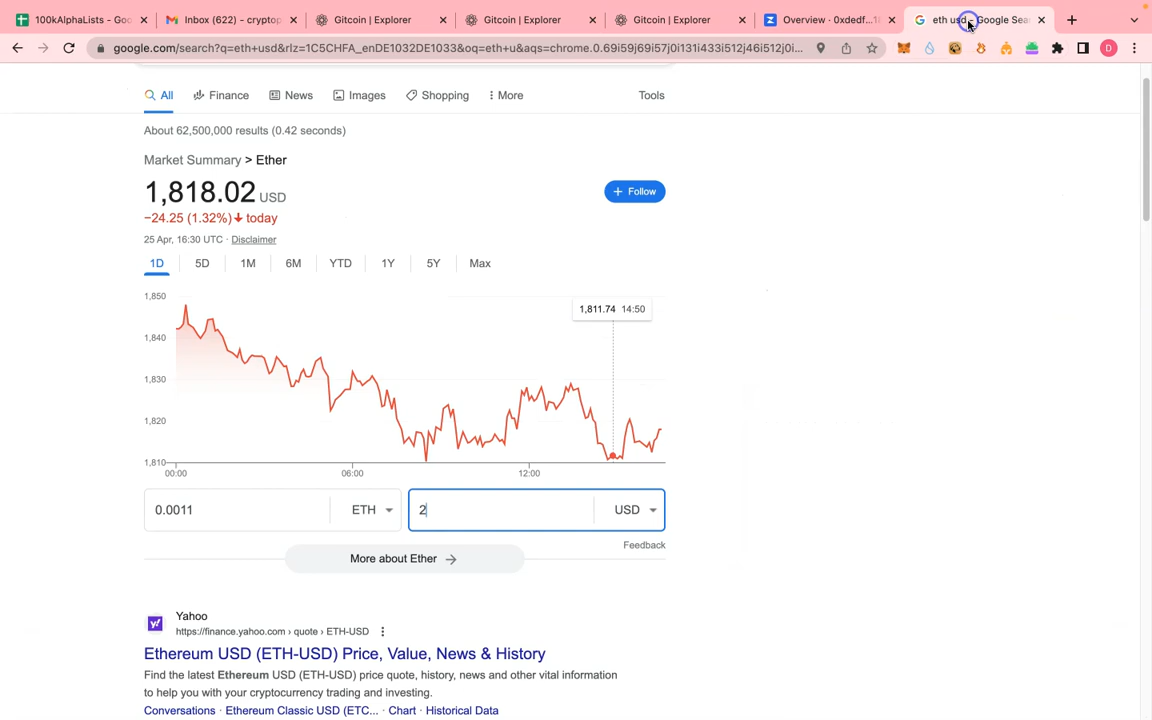 100kAlphaLists - Goo
Inbox (622) - cryptop
Gitcoin | Explorer
Gitcoin | Explorer
Gitcoin | Explorer
Overview · 0xdedf...1
eth usd - Google Sea
google.com/search?q=eth+usd&rlz=1C5CHFA_enDE1032DE1033&oq=eth+u&aqs=chrome.0.69i59j69i57j0i131i433i512j46i512j0i...
D
All
Finance
News
Images
Shopping
More
Tools
About 62,500,000 results (0.42 seconds)
Market Summary > Ether
1,818.02 USD
+ Follow
−24.25 (1.32%) today
25 Apr, 16:30 UTC · Disclaimer
1D
5D
1M
6M
YTD
1Y
5Y
Max
1,850
1,811.74 14:50
1,840
1,830
1,820
1,810
00:00
06:00
12:00
0.0011
ETH
2
USD
Feedback
More about Ether
Yahoo
https://finance.yahoo.com › quote › ETH-USD
Ethereum USD (ETH-USD) Price, Value, News & History
Find the latest Ethereum USD (ETH-USD) price quote, history, news and other vital information
to help you with your cryptocurrency trading and investing.
Conversations · Ethereum Classic USD (ETC... · Chart · Historical Data